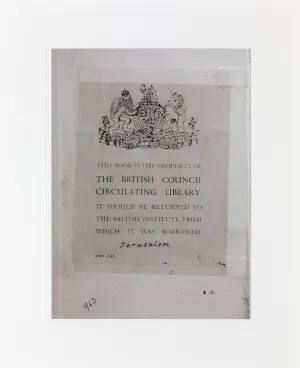 THIS BOOK IS THE PROPERTY OF
THE BRITISH COUNCIL
CIRCULATING LIBRARY
IT SHOULD BE RETURNED TO
THE BRITISH INSTITUTE FROM
WHICH IT WAS BORROWED
Jerusalem